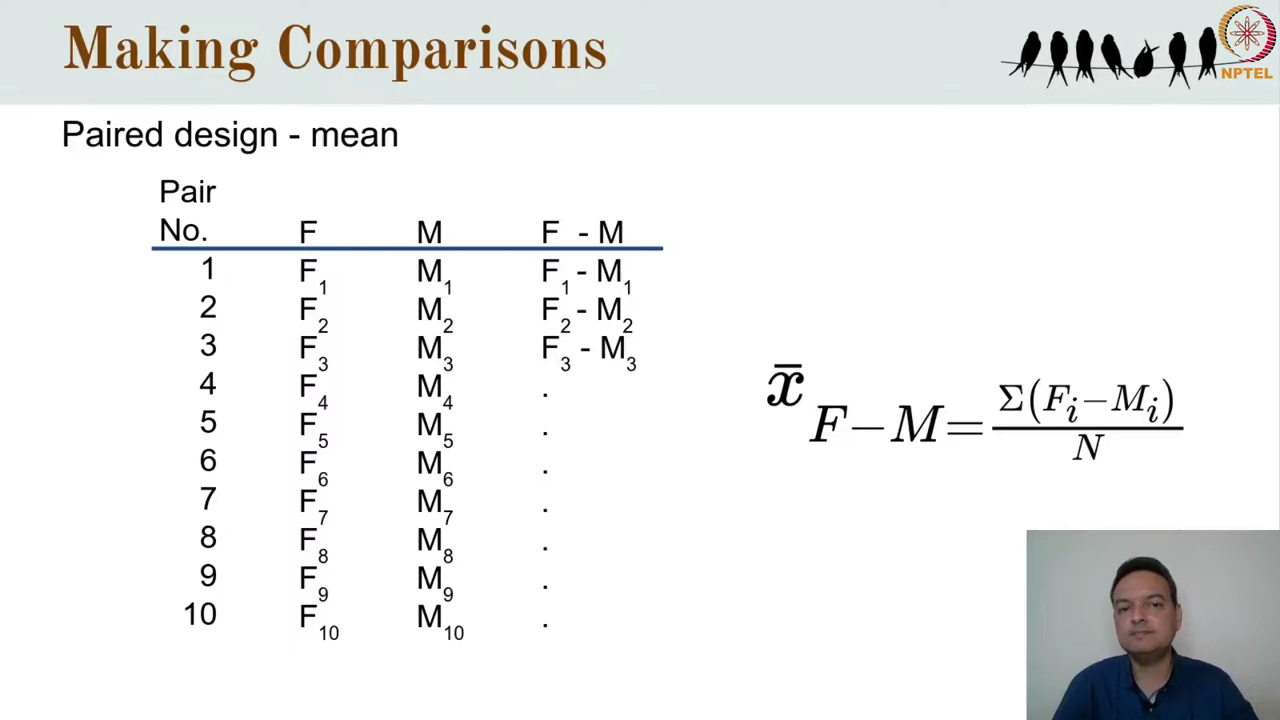 Making Comparisons
NPTEL
Paired design - mean
Pair
No. F M F - M
1 F1 M1 F1 - M1
2 F2 M2 F2 - M2
3 F3 M3 F3 - M3
4 F4 M4 .
5 F5 M5 .
6 F6 M6 .
7 F7 M7 .
8 F8 M8 .
9 F9 M9 .
10 F10 M10 .
x̄ F−M = Σ(Fi−Mi) / N